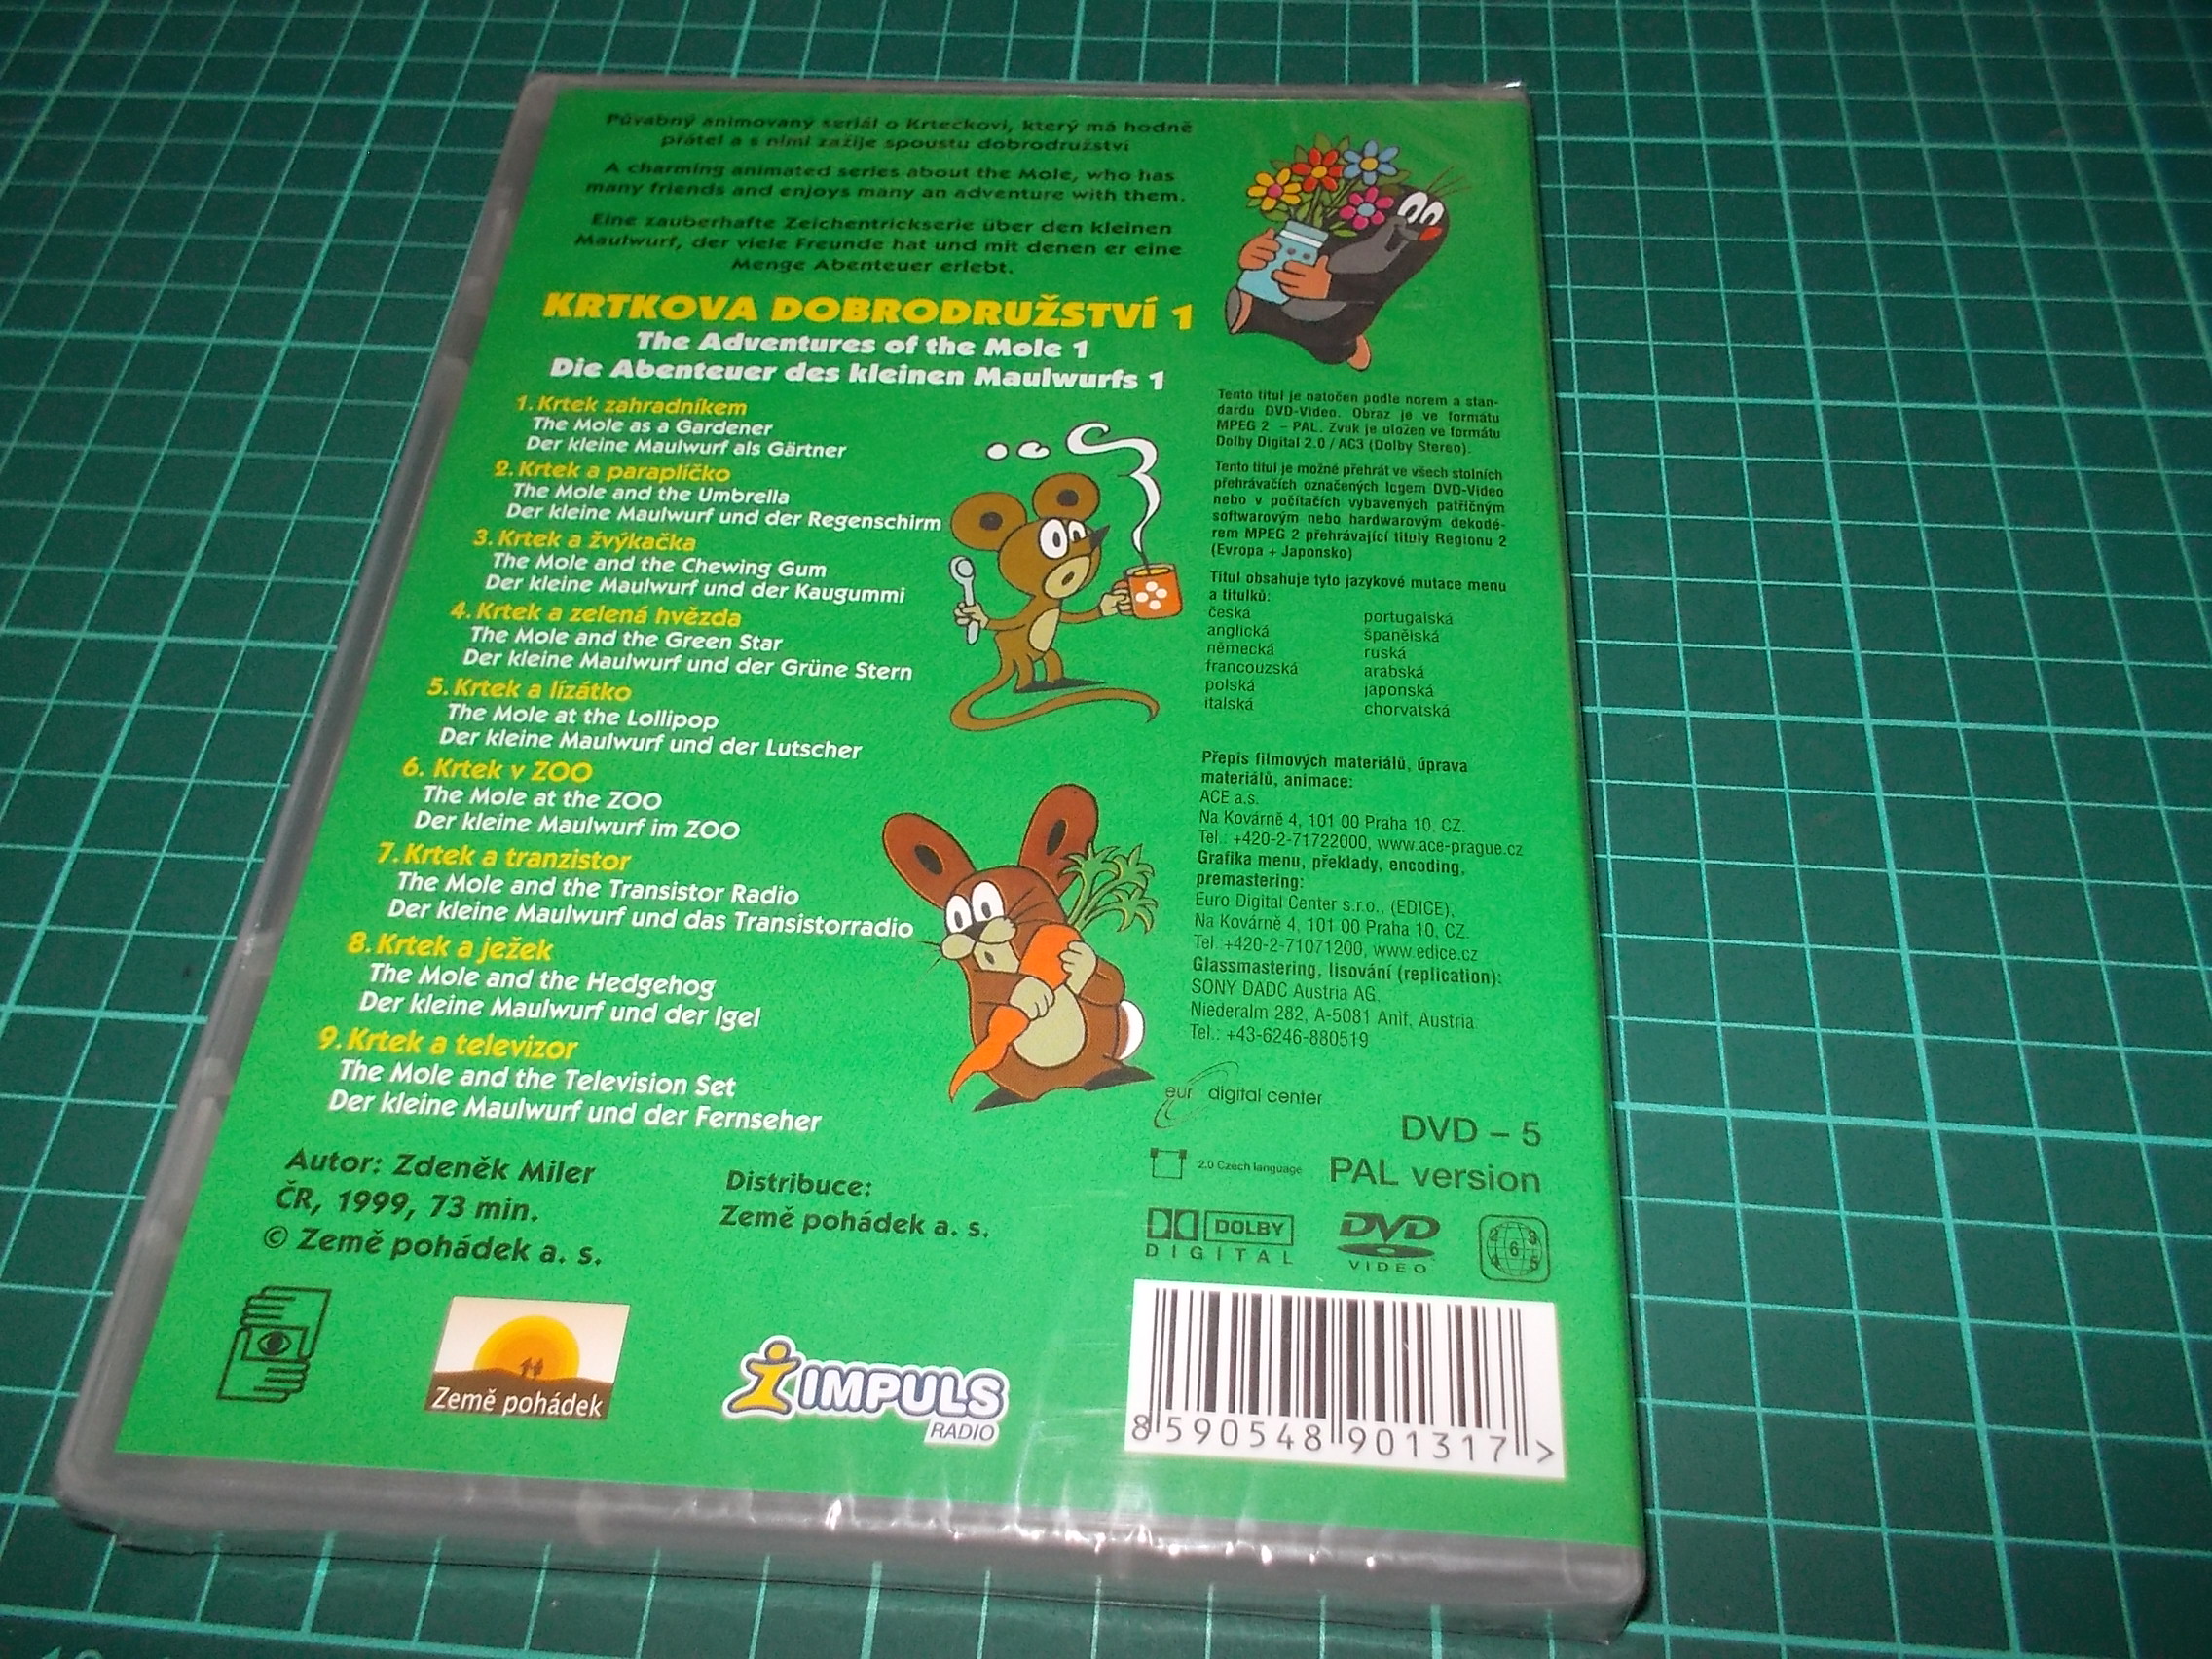 Půvabný animovaný seriál o Krteckovi, který má hodně
přátel a s nimi zažije spoustu dobrodružství
A charming animated series about the Mole, who has
many friends and enjoys many an adventure with them.
Eine zauberhafte Zeichentrickserie über den kleinen
Maulwurf, der viele Freunde hat und mit denen er eine
Menge Abenteuer erlebt.
KRTKOVA DOBRODRUŽSTVÍ 1
The Adventures of the Mole 1
Die Abenteuer des kleinen Maulwurfs 1
1. Krtek zahradníkem
The Mole as a Gardener
Der kleine Maulwurf als Gärtner
2. Krtek a paraplíčko
The Mole and the Umbrella
Der kleine Maulwurf und der Regenschirm
3. Krtek a žvýkačka
The Mole and the Chewing Gum
Der kleine Maulwurf und der Kaugummi
4. Krtek a zelená hvězda
The Mole and the Green Star
Der kleine Maulwurf und der Grüne Stern
5. Krtek a lízátko
The Mole at the Lollipop
Der kleine Maulwurf und der Lutscher
6. Krtek v ZOO
The Mole at the ZOO
Der kleine Maulwurf im ZOO
7. Krtek a tranzistor
The Mole and the Transistor Radio
Der kleine Maulwurf und das Transistorradio
8. Krtek a ježek
The Mole and the Hedgehog
Der kleine Maulwurf und der Igel
9. Krtek a televizor
The Mole and the Television Set
Der kleine Maulwurf und der Fernseher
Autor: Zdeněk Miler
ČR, 1999, 73 min.
© Země pohádek a. s.
Distribuce:
Země pohádek a. s.
Země pohádek
IMPULS
RADIO
Tento titul je natočen podle norem a stan-
dardu DVD-Video. Obraz je ve formátu
MPEG 2 – PAL. Zvuk je uložen ve formátu
Dolby Digital 2.0 / AC3 (Dolby Stereo).
Tento titul je možné přehrát ve všech stolních
přehrávačích označených logem DVD-Video
nebo v počítačích vybavených patřičným
softwarovým nebo hardwarovým dekodé-
rem MPEG 2 přehrávající tituly Regionu 2
(Evropa + Japonsko)
Titul obsahuje tyto jazykové mutace menu
a titulků:
česká
anglická
německá
francouzská
polská
italská
portugalská
španělská
ruská
arabská
japonská
chorvatská
Přepis filmových materiálů, úprava
materiálů, animace:
ACE a.s.
Na Kovárně 4, 101 00 Praha 10, CZ.
Tel.: +420-2-71722000, www.ace-prague.cz
Grafika menu, překlady, encoding,
premastering:
Euro Digital Center s.r.o., (EDICE),
Na Kovárně 4, 101 00 Praha 10, CZ.
Tel.:+420-2-71071200, www.edice.cz
Glassmastering, lisování (replication):
SONY DADC Austria AG,
Niederalm 282, A-5081 Anif, Austria
Tel.: +43-6246-880519
eur digital center
DVD – 5
2.0 Czech language
PAL version
DOLBY
DIGITAL
DVD
VIDEO
2 3
6
4 5
8 590548 901317 >